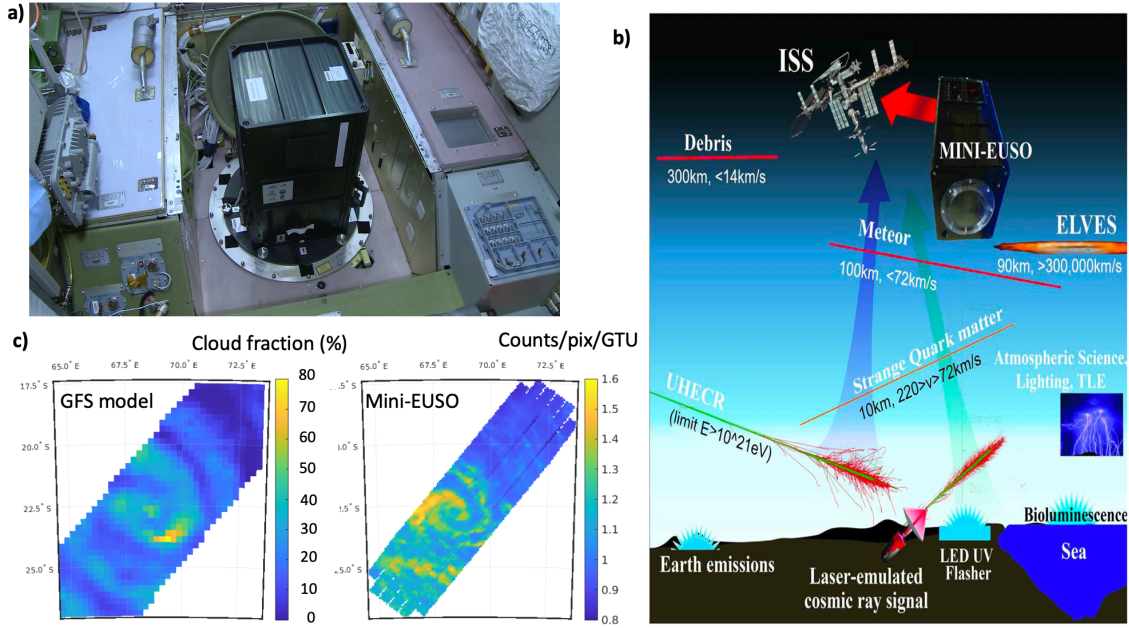 a)
b)
ISS
Debris
300km, <14km/s
MINI-EUSO
Meteor
100km, <72km/s
ELVES
90km, >300,000km/s
Strange Quark matter
10km, 220>v>72km/s
Atmospheric Science,
Lighting, TLE
UHECR
(limit E>10^21eV)
Earth emissions
Laser-emulated
cosmic ray signal
LED UV
Flasher
Bioluminescence
Sea
c)
Cloud fraction (%)
65.0° E 67.5° E 70.0° E 72.5° E
GFS model
17.5° S
20.0° S
22.5° S
25.0° S
80
70
60
50
40
30
20
10
0
Counts/pix/GTU
65.0° E 67.5° E 70.0° E 72.5° E
Mini-EUSO
1.6
1.5
1.4
1.3
1.2
1.1
1
0.9
0.8